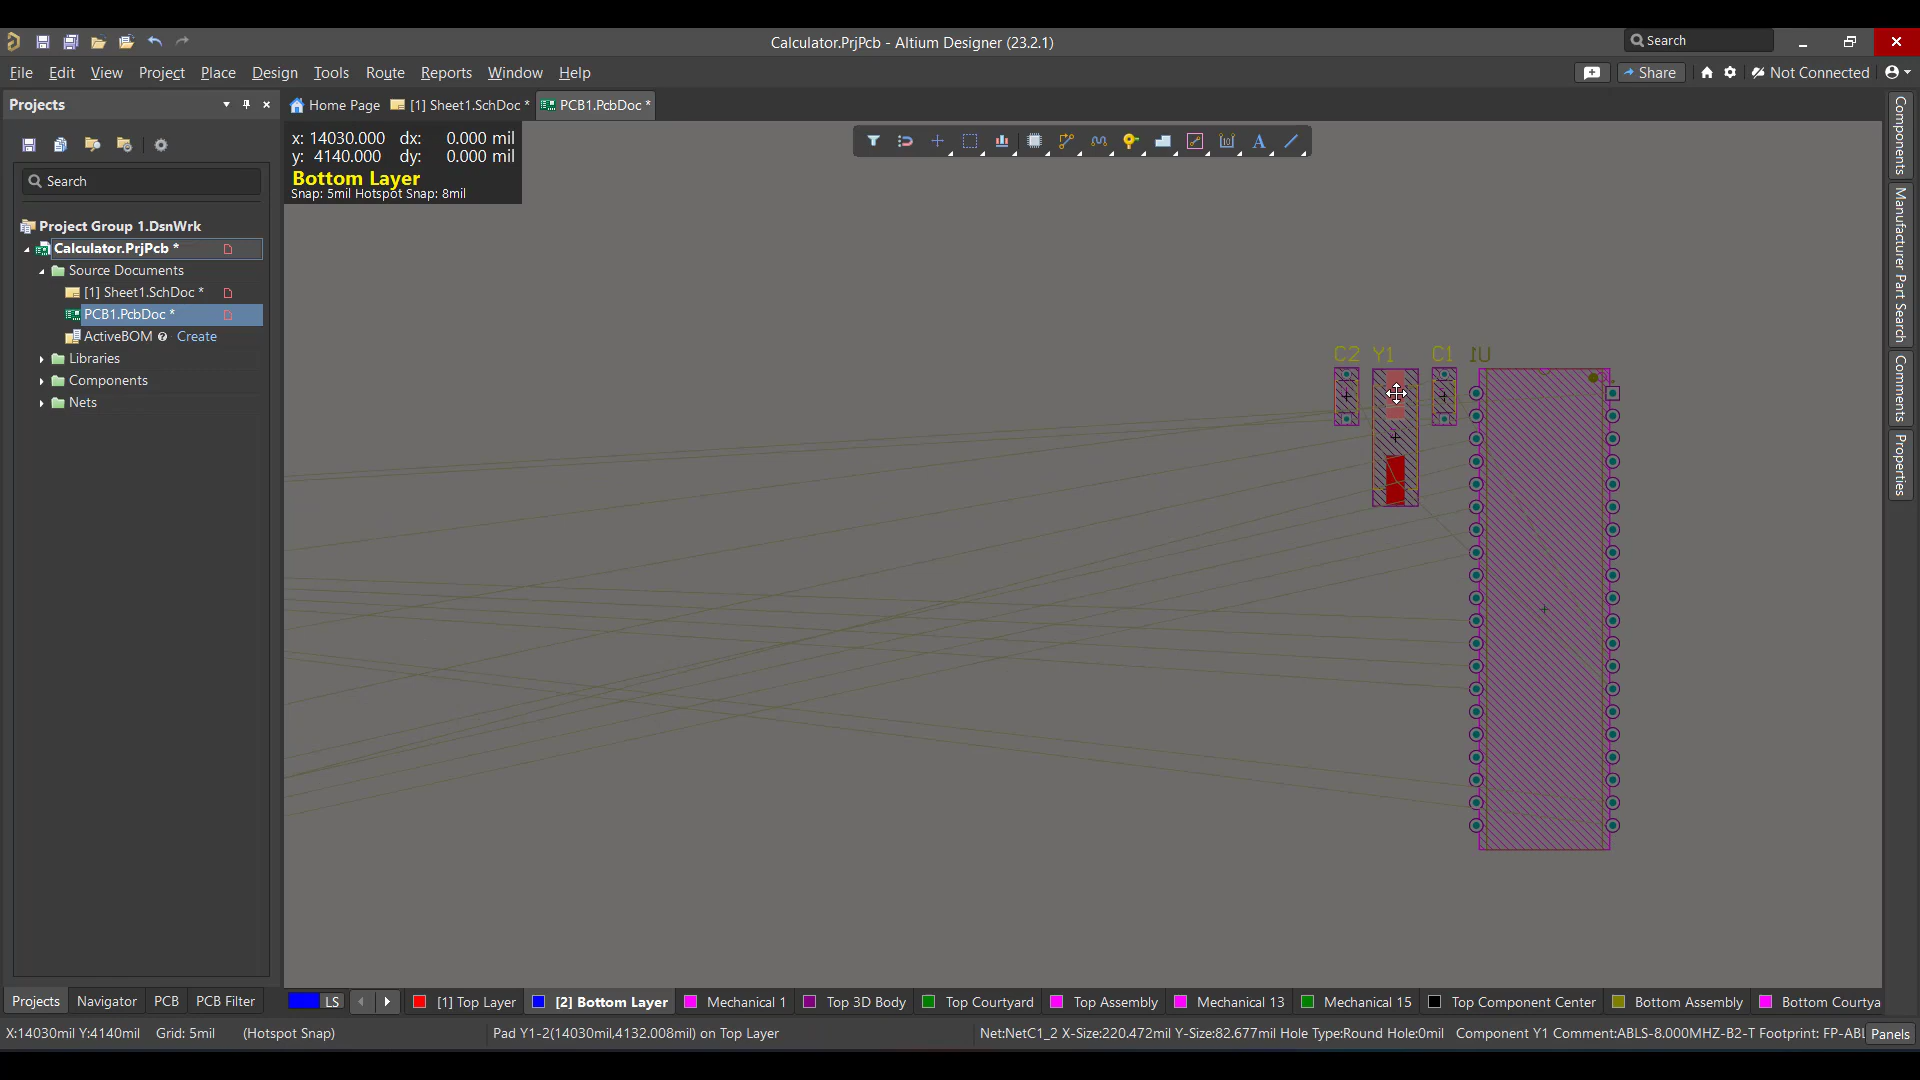 Calculator.PrjPcb - Altium Designer (23.2.1)
Search
File Edit View Project Place Design Tools Route Reports Window Help
Share
Not Connected
Projects
Home Page
[1] Sheet1.SchDoc *
PCB1.PcbDoc *
x: 14030.000 dx: 0.000 mil
y: 4140.000 dy: 0.000 mil
Bottom Layer
Snap: 5mil Hotspot Snap: 8mil
Search
Project Group 1.DsnWrk
Calculator.PrjPcb *
Source Documents
[1] Sheet1.SchDoc *
PCB1.PcbDoc *
ActiveBOM Create
Libraries
Components
Nets
C2 Y1 C1 U1
Components
Manufacturer Part Search
Comments
Properties
Projects Navigator PCB PCB Filter
LS [1] Top Layer [2] Bottom Layer Mechanical 1 Top 3D Body Top Courtyard Top Assembly Mechanical 13 Mechanical 15 Top Component Center Bottom Assembly Bottom Courtya
X:14030mil Y:4140mil Grid: 5mil (Hotspot Snap) Pad Y1-2(14030mil,4132.008mil) on Top Layer Net:NetC1_2 X-Size:220.472mil Y-Size:82.677mil Hole Type:Round Hole:0mil Component Y1 Comment:ABLS-8.000MHZ-B2-T Footprint: FP-ABL Panels